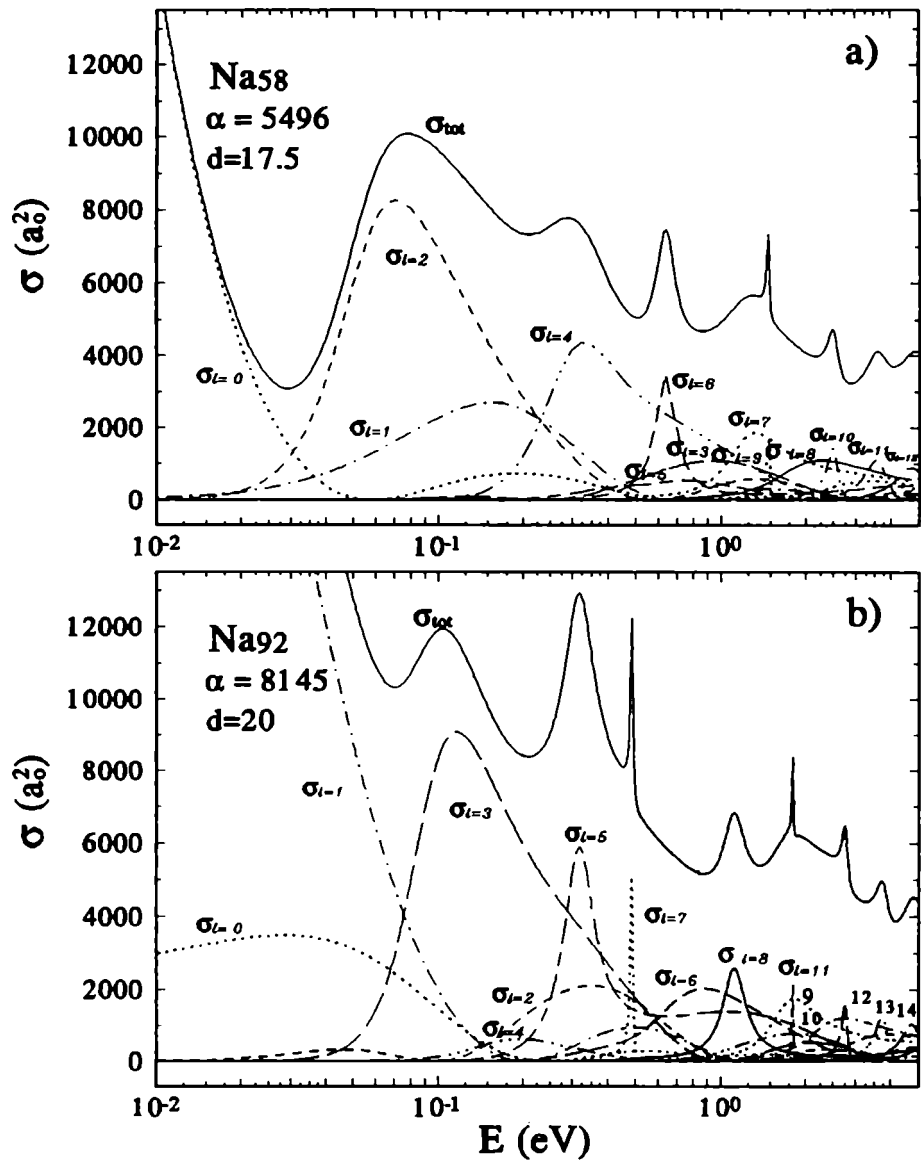 a)
12000
10000
8000
6000
4000
2000
0
σ (a₀²)
Na58
α = 5496
d=17.5
σtot
σl=0
σl=1
σl=2
σl=4
σl=6
σl=5
σl=3
σl=7
σl=9
σl=8
σl=10
σl=11
10⁻²
10⁻¹
10⁰
b)
12000
10000
8000
6000
4000
2000
0
σ (a₀²)
Na92
α = 8145
d=20
σtot
σl=1
σl=0
σl=3
σl=5
σl=2
σl=4
σl=7
σl=6
σl=8
σl=11
9
10
12
13
14
10⁻²
10⁻¹
10⁰
E (eV)